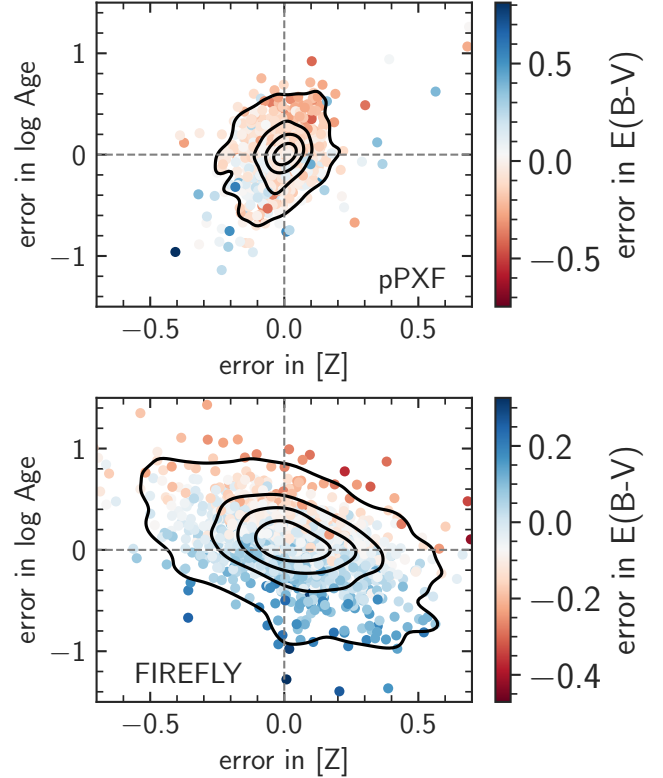 1
0
−1
error in log Age
pPXF
−0.5
0.0
0.5
error in [Z]
0.5
0.0
−0.5
error in E(B-V)
1
0
−1
error in log Age
FIREFLY
−0.5
0.0
0.5
error in [Z]
0.2
0.0
−0.2
−0.4
error in E(B-V)